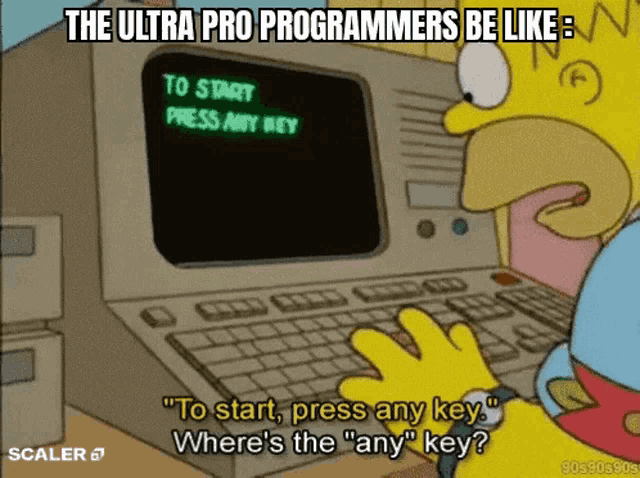 THE ULTRA PRO PROGRAMMERS BE LIKE :
TO START
PRESS ANY KEY
"To start, press any key."
Where's the "any" key?
SCALER
90s90s90s